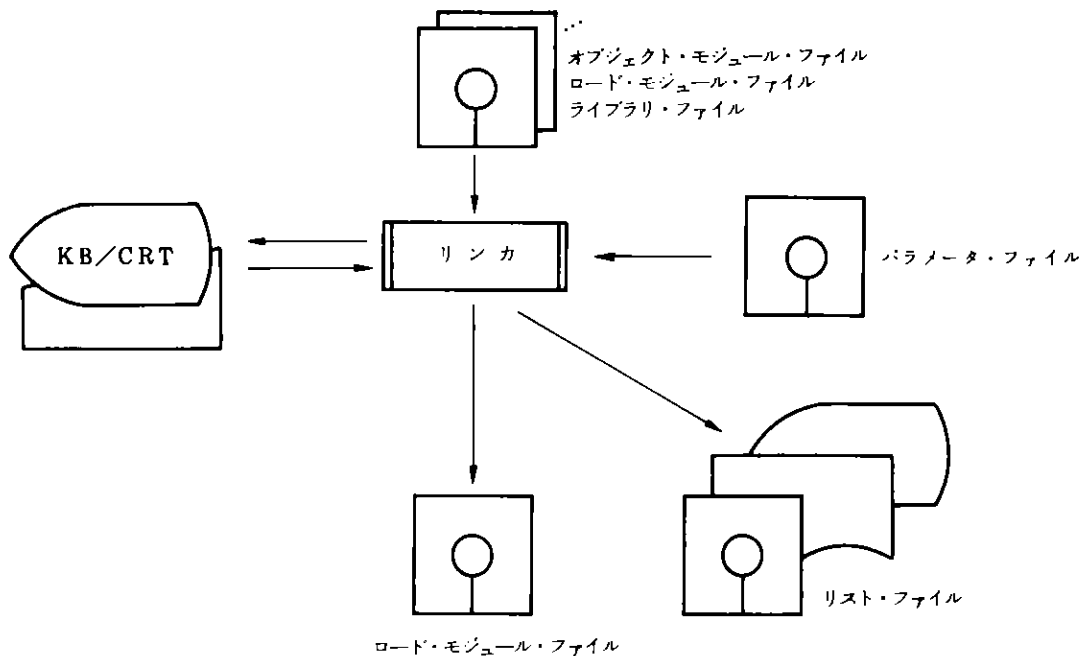 オブジェクト・モジュール・ファイル
ロード・モジュール・ファイル
ライブラリ・ファイル
KB/CRT
リンカ
パラメータ・ファイル
リスト・ファイル
ロード・モジュール・ファイル